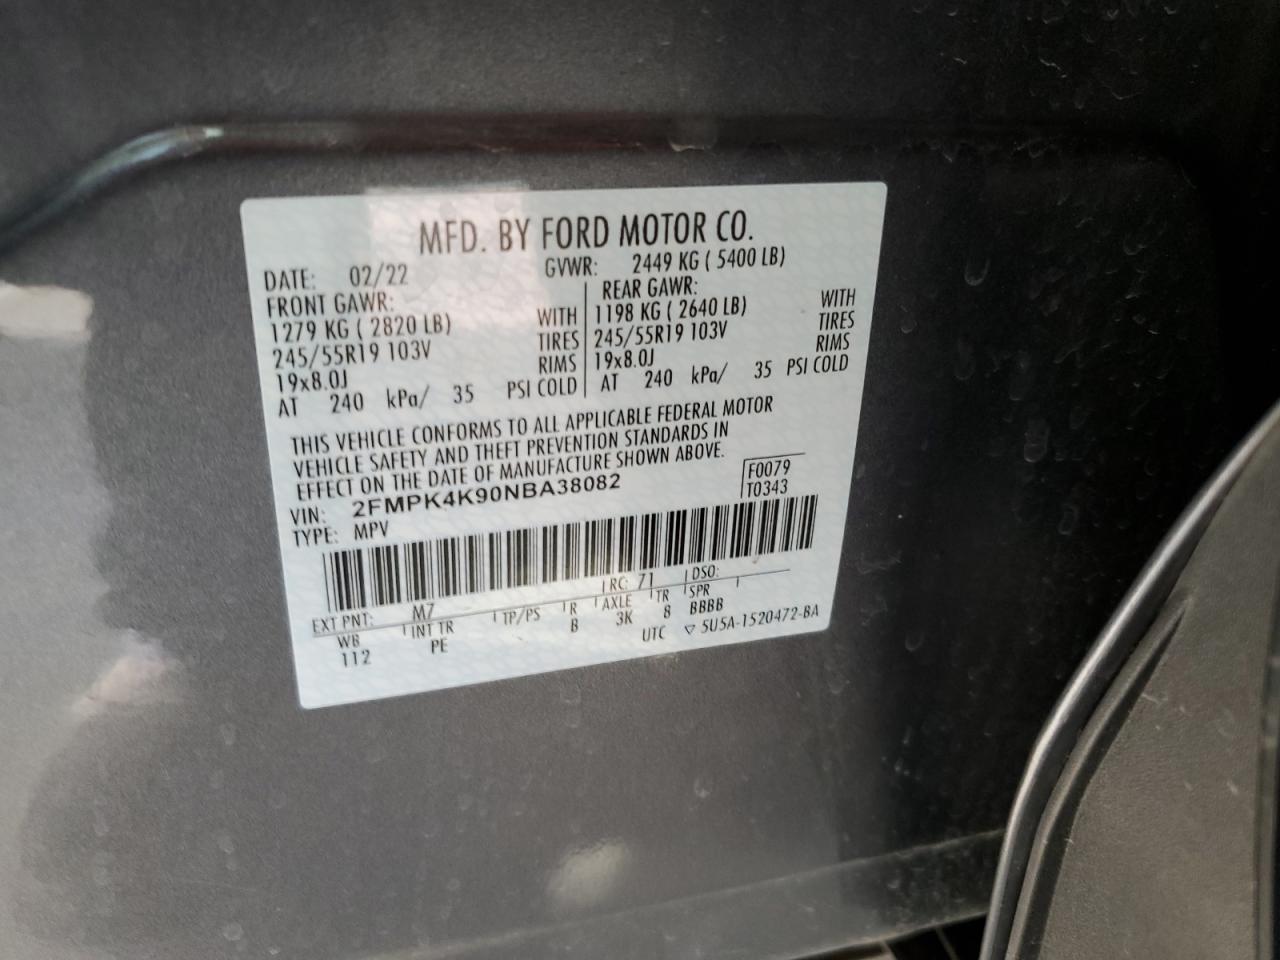 MFD. BY FORD MOTOR CO.
DATE: 02/22 GVWR: 2449 KG ( 5400 LB)
FRONT GAWR: REAR GAWR:
1279 KG ( 2820 LB) WITH 1198 KG ( 2640 LB) WITH
245/55R19 103V TIRES 245/55R19 103V TIRES
19x8.0J RIMS 19x8.0J RIMS
AT 240 kPa/ 35 PSI COLD AT 240 kPa/ 35 PSI COLD
THIS VEHICLE CONFORMS TO ALL APPLICABLE FEDERAL MOTOR
VEHICLE SAFETY AND THEFT PREVENTION STANDARDS IN
EFFECT ON THE DATE OF MANUFACTURE SHOWN ABOVE.
VIN: 2FMPK4K90NBA38082 F0079
TYPE: MPV T0343
EXT PNT: M7 RC: 71 DSO:
WB INT TR TP/PS R AXLE TR SPR
112 PE B 3K 8 BBBB
UTC ▽ 5U5A-1520472-BA